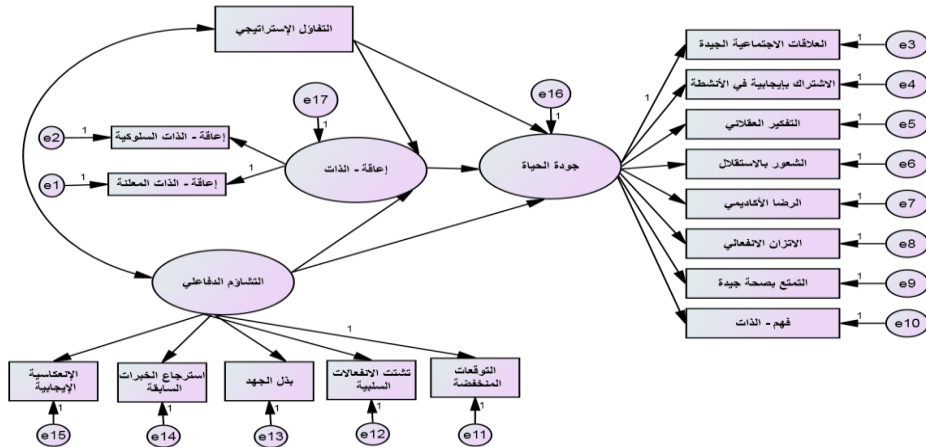 التفاؤل الإستراتيجي
e17
1
e16
1
e2
1
إعاقة - الذات السلوكية
e1
1
إعاقة - الذات المعلنة
1
إعاقة - الذات
جودة الحياة
1
العلاقات الاجتماعية الجيدة
1
e3
الاشتراك بإيجابية في الأنشطة
1
e4
التفكير العقلاني
1
e5
الشعور بالاستقلال
1
e6
الرضا الأكاديمي
1
e7
الاتزان الانفعالي
1
e8
التمتع بصحة جيدة
1
e9
فهم - الذات
1
e10
التشاؤم الدفاعي
1
الإنعكاسية
الإيجابية
استرجاع الخبرات
السابقة
بذل الجهد
تشتت الانفعالات
السلبية
التوقعات
المنخفضة
1
1
1
1
1
e15
e14
e13
e12
e11